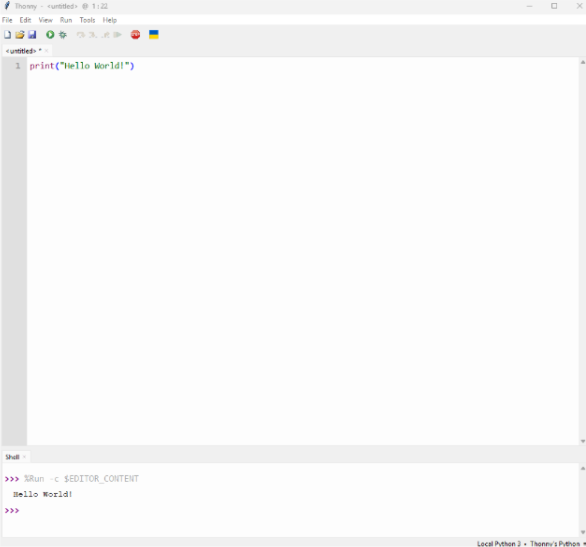 Thonny - <untitled> @ 1:22
File Edit View Run Tools Help
<untitled> * ×
1 print("Hello World!")
Shell ×
>>> %Run -c $EDITOR_CONTENT
Hello World!
>>>
Local Python 3 • Thonny's Python